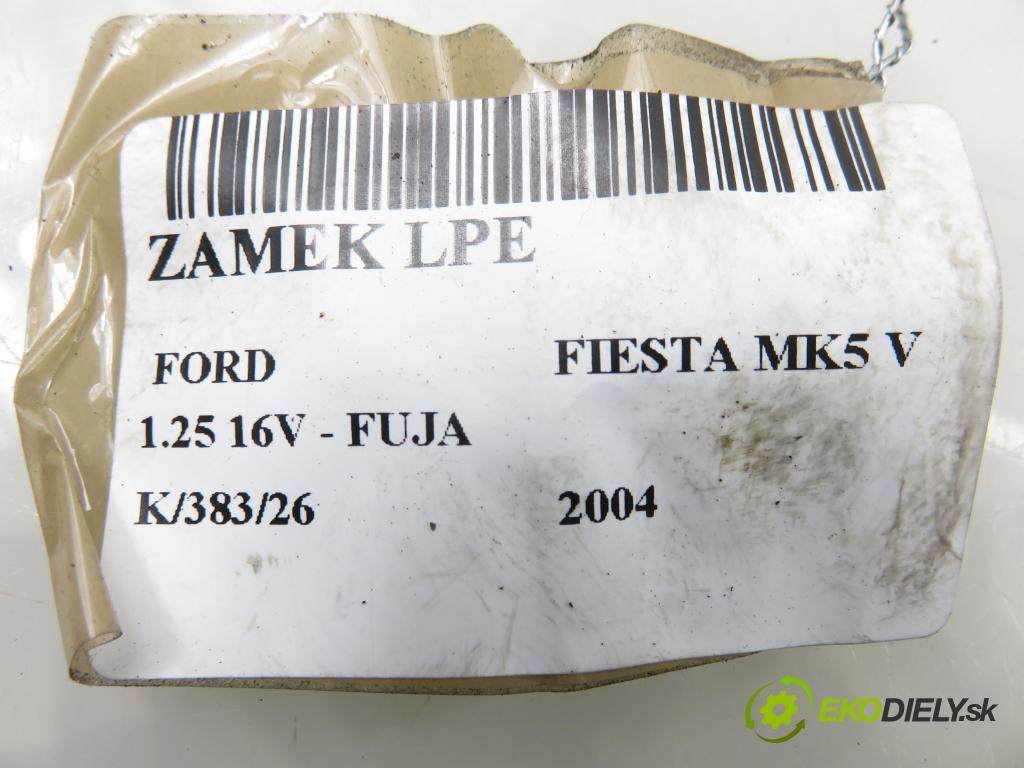 ZAMEK LPE
FORD FIESTA MK5 V
1.25 16V - FUJA
K/383/26 2004
EKODIELY.sk